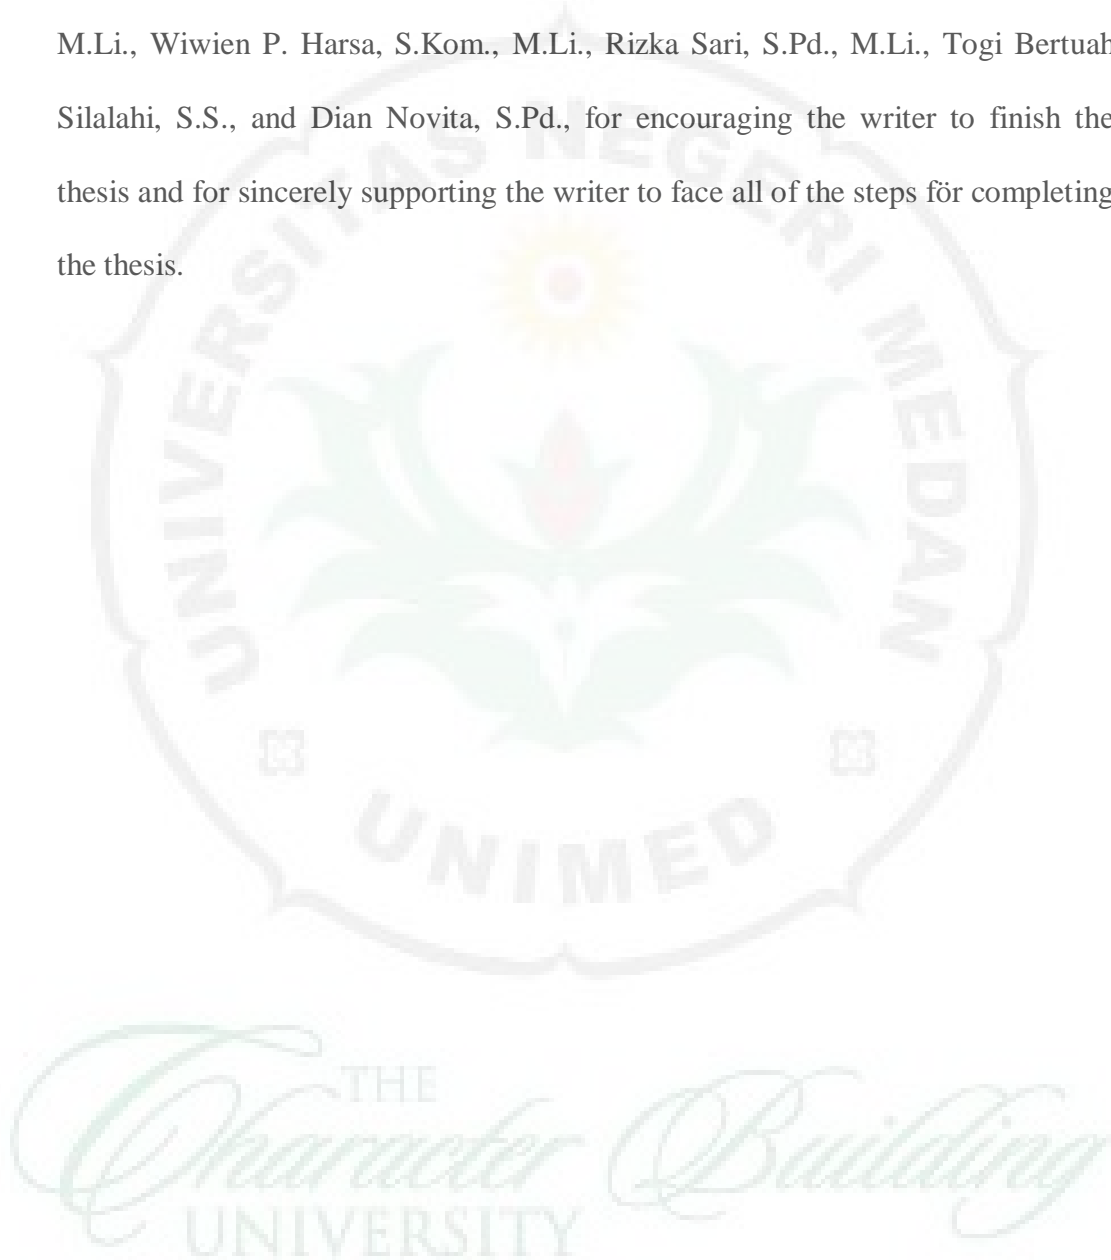 M.Li., Wiwien P. Harsa, S.Kom., M.Li., Rizka Sari, S.Pd., M.Li., Togi Bertuah
Silalahi, S.S., and Dian Novita, S.Pd., for encouraging the writer to finish the
thesis and for sincerely supporting the writer to face all of the steps för completing
the thesis.
UNIVERSITAS NEGERI MEDAN
UNIMED
THE
Character Building
UNIVERSITY